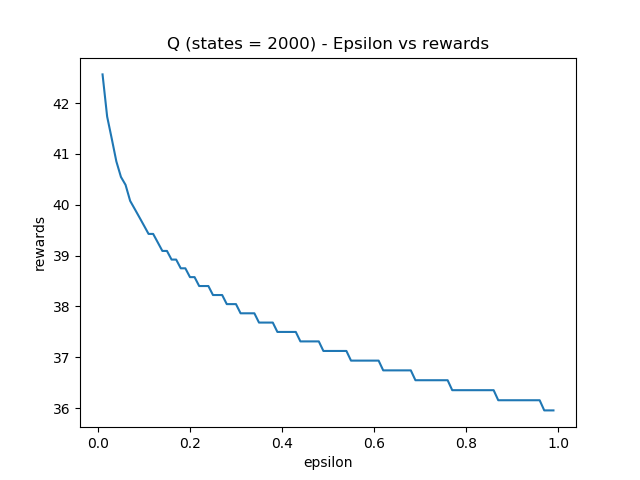 Q (states = 2000) - Epsilon vs rewards
42
41
40
39
38
37
36
rewards
0.0 0.2 0.4 0.6 0.8 1.0
epsilon